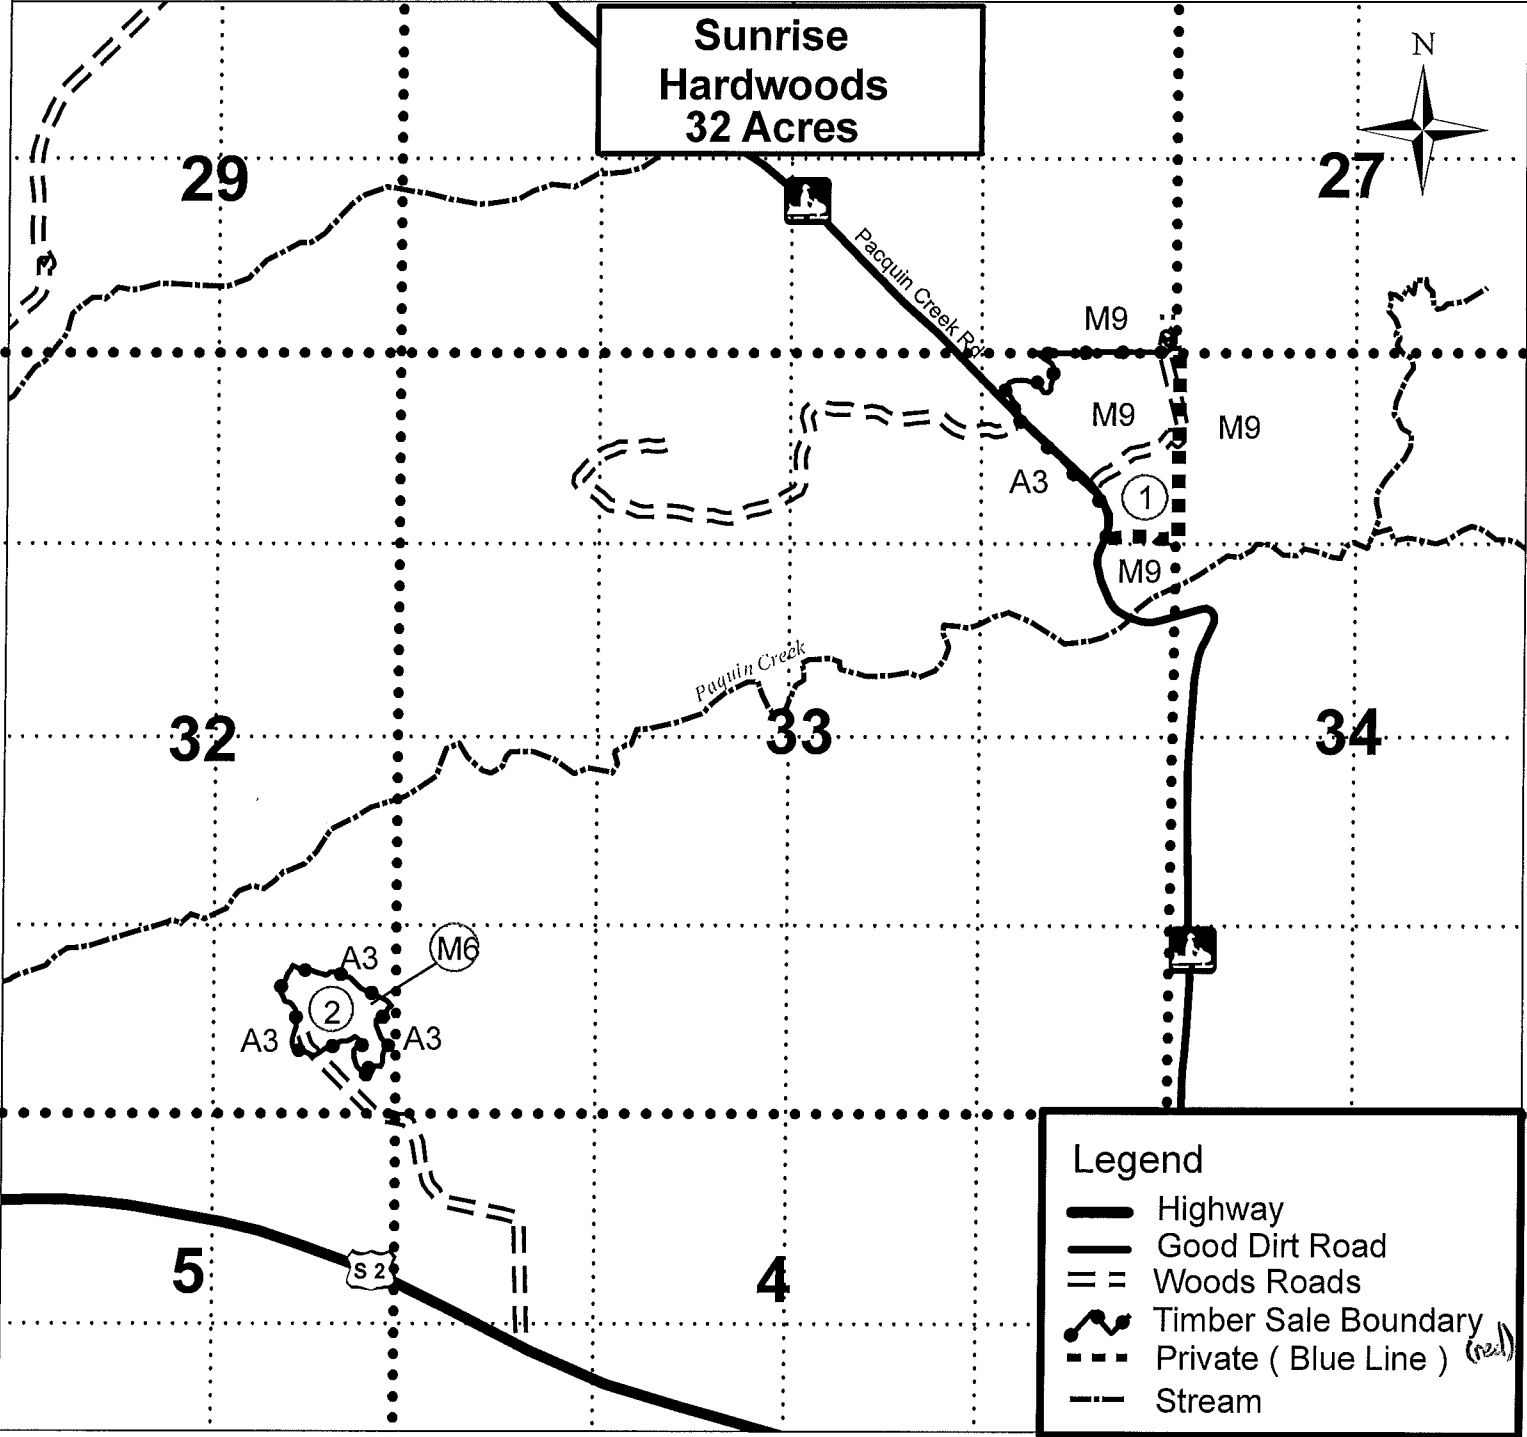 Sunrise
Hardwoods
32 Acres
N
29
27
Pacquin Creek Rd
M9
M9
M9
A3
1
M9
Paquin Creek
32
33
34
A3
M6
2
A3
A3
5
S 2
4
Legend
Highway
Good Dirt Road
Woods Roads
Timber Sale Boundary
(red)
Private ( Blue Line )
Stream